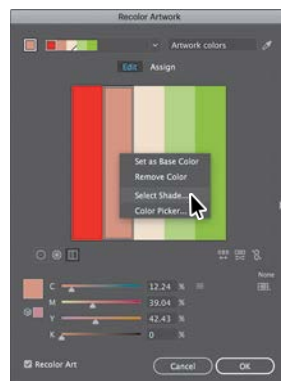 Recolor Artwork
Artwork colors
Edit Assign
Set as Base Color
Remove Color
Select Shade...
Color Picker...
None
C 12.24 %
M 39.04 %
Y 42.43 %
K 0 %
Recolor Art
Cancel OK